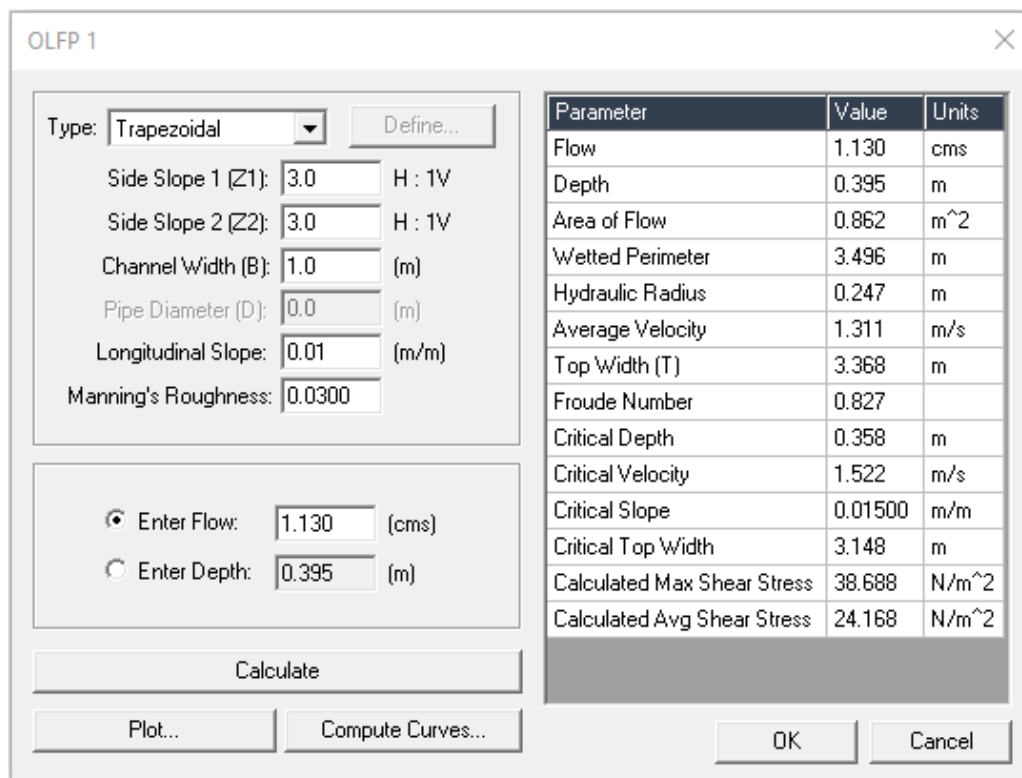 OLFP 1
Type: Trapezoidal Define...
Side Slope 1 (Z1): 3.0 H : 1V
Side Slope 2 (Z2): 3.0 H : 1V
Channel Width (B): 1.0 (m)
Pipe Diameter (D): 0.0 (m)
Longitudinal Slope: 0.01 (m/m)
Manning's Roughness: 0.0300
Enter Flow: 1.130 (cms)
Enter Depth: 0.395 (m)
Calculate
Plot... Compute Curves...
Parameter Value Units
Flow 1.130 cms
Depth 0.395 m
Area of Flow 0.862 m^2
Wetted Perimeter 3.496 m
Hydraulic Radius 0.247 m
Average Velocity 1.311 m/s
Top Width (T) 3.368 m
Froude Number 0.827
Critical Depth 0.358 m
Critical Velocity 1.522 m/s
Critical Slope 0.01500 m/m
Critical Top Width 3.148 m
Calculated Max Shear Stress 38.688 N/m^2
Calculated Avg Shear Stress 24.168 N/m^2
OK Cancel